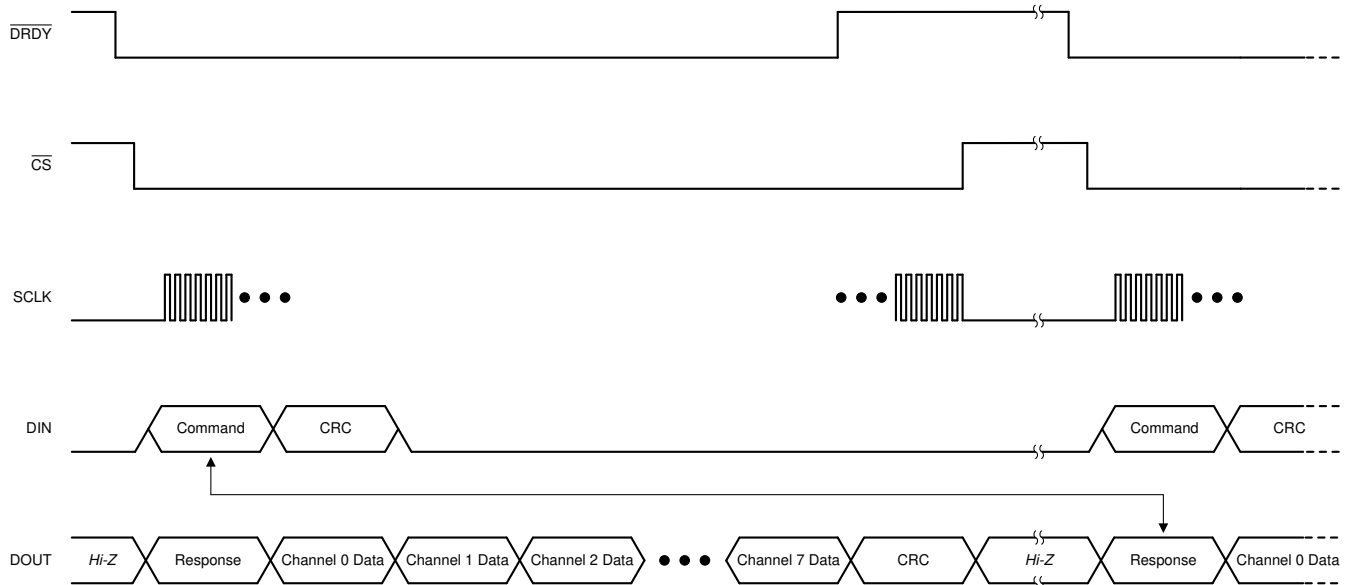 DRDY
CS
SCLK
DIN
Command
CRC
Command
CRC
DOUT
Hi-Z
Response
Channel 0 Data
Channel 1 Data
Channel 2 Data
Channel 7 Data
CRC
Hi-Z
Response
Channel 0 Data